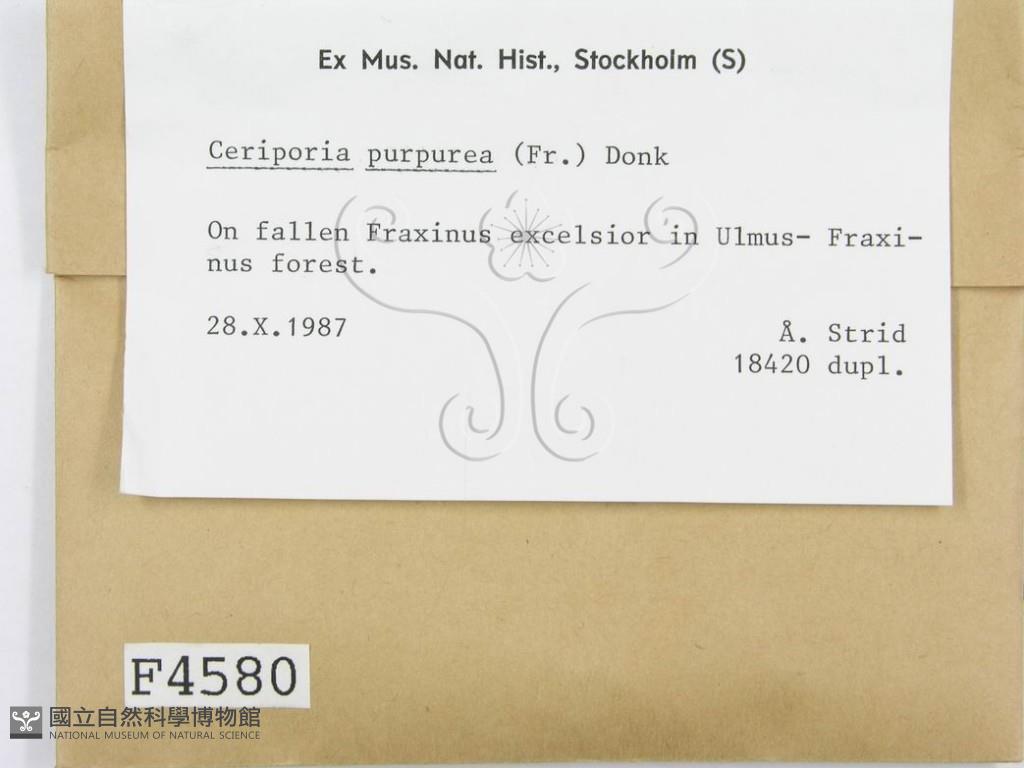 Ex Mus. Nat. Hist., Stockholm (S)
Ceriporia purpurea (Fr.) Donk
On fallen Fraxinus excelsior in Ulmus- Fraxi-
nus forest.
28.X.1987
Å. Strid
18420 dupl.
F4580
國立自然科學博物館
NATIONAL MUSEUM OF NATURAL SCIENCE